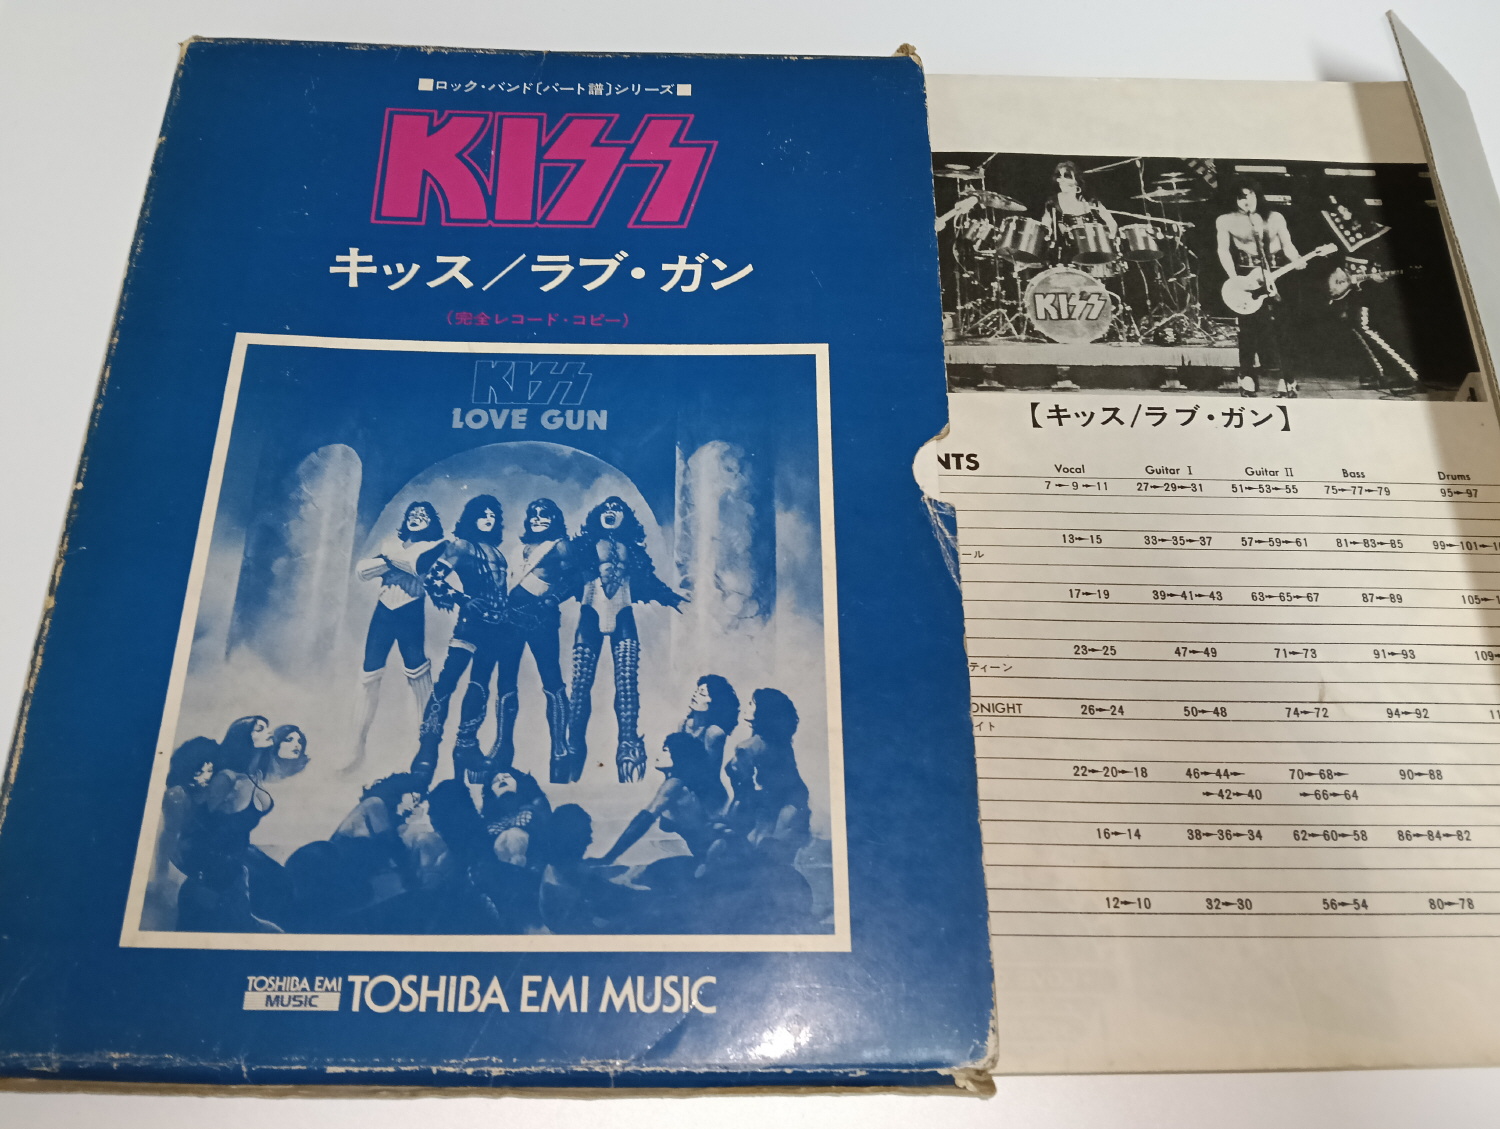 ■ロック・バンド〔パート譜〕シリーズ■
KISS
キッス/ラブ・ガン
(完全レコード・コピー)
KISS
LOVE GUN
TOSHIBA EMI
MUSIC
TOSHIBA EMI MUSIC
KISS
【キッス/ラブ・ガン】
NTS Vocal Guitar I Guitar II Bass Drums
7―9―11 27―29―31 51―53―55 75―77―79 95―97
13―15 33―35―37 57―59―61 81―83―85 99―101―1
ール
17―19 39―41―43 63―65―67 87―89 105―1
23―25 47―49 71―73 91―93 109―
ティーン
ONIGHT 26―24 50―48 74―72 94―92 11
イト
22―20―18 46―44― 70―68― 90―88
―42―40 ―66―64
16―14 38―36―34 62―60―58 86―84―82
12―10 32―30 56―54 80―78